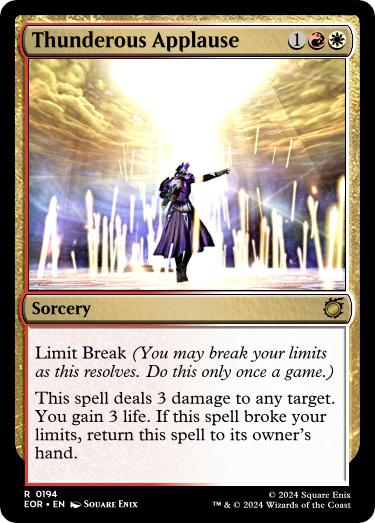 Thunderous Applause 1
Sorcery
Limit Break (You may break your limits
as this resolves. Do this only once a game.)
This spell deals 3 damage to any target.
You gain 3 life. If this spell broke your
limits, return this spell to its owner's
hand.
R 0194 © 2024 Square Enix
EOR • EN Square Enix ™ & © 2024 Wizards of the Coast